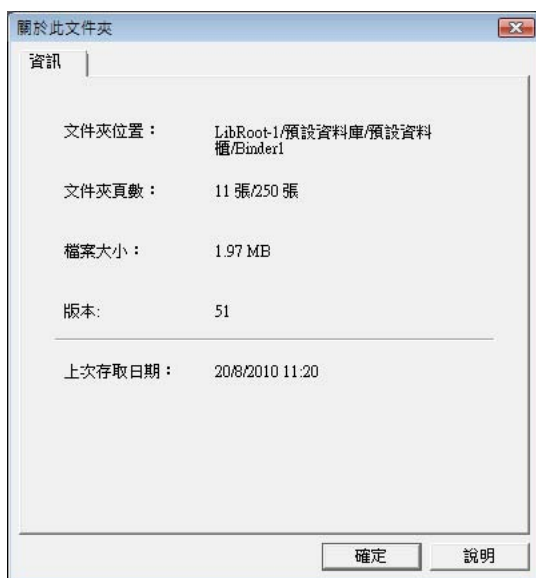 關於此文件夾
資訊
文件夾位置：
LibRoot-1/預設資料庫/預設資料
櫃/Binder1
文件夾頁數：
11 張/250 張
檔案大小：
1.97 MB
版本:
51
上次存取日期：
20/8/2010 11:20
確定
說明